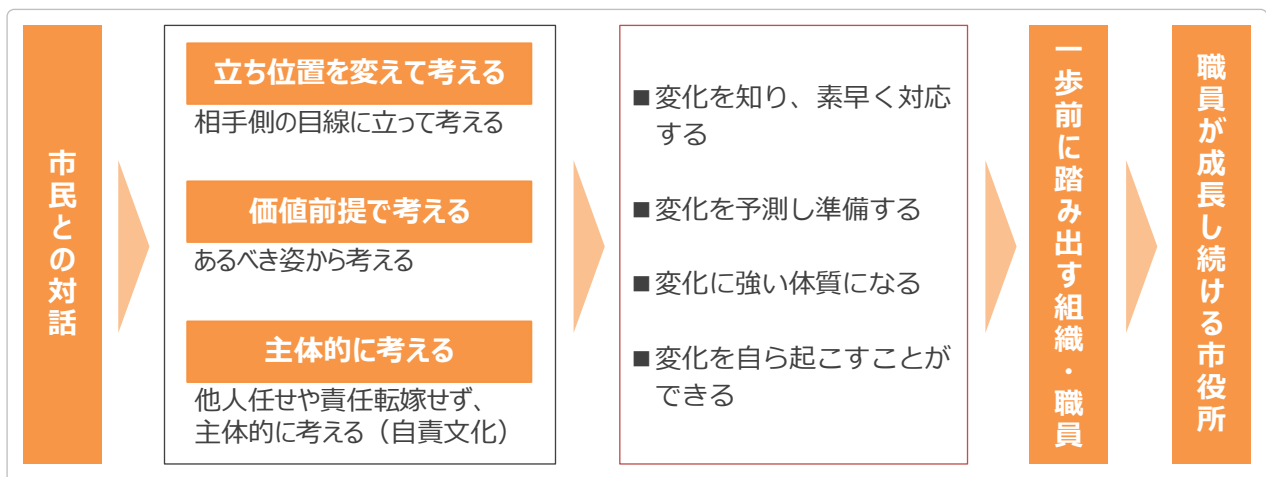 市民との対話
立ち位置を変えて考える
相手側の目線に立って考える
価値前提で考える
あるべき姿から考える
主体的に考える
他人任せや責任転嫁せず、
主体的に考える（自責文化）
■変化を知り、素早く対応
する
■変化を予測し準備する
■変化に強い体質になる
■変化を自ら起こすことが
できる
一歩前に踏み出す組織・職員
職員が成長し続ける市役所